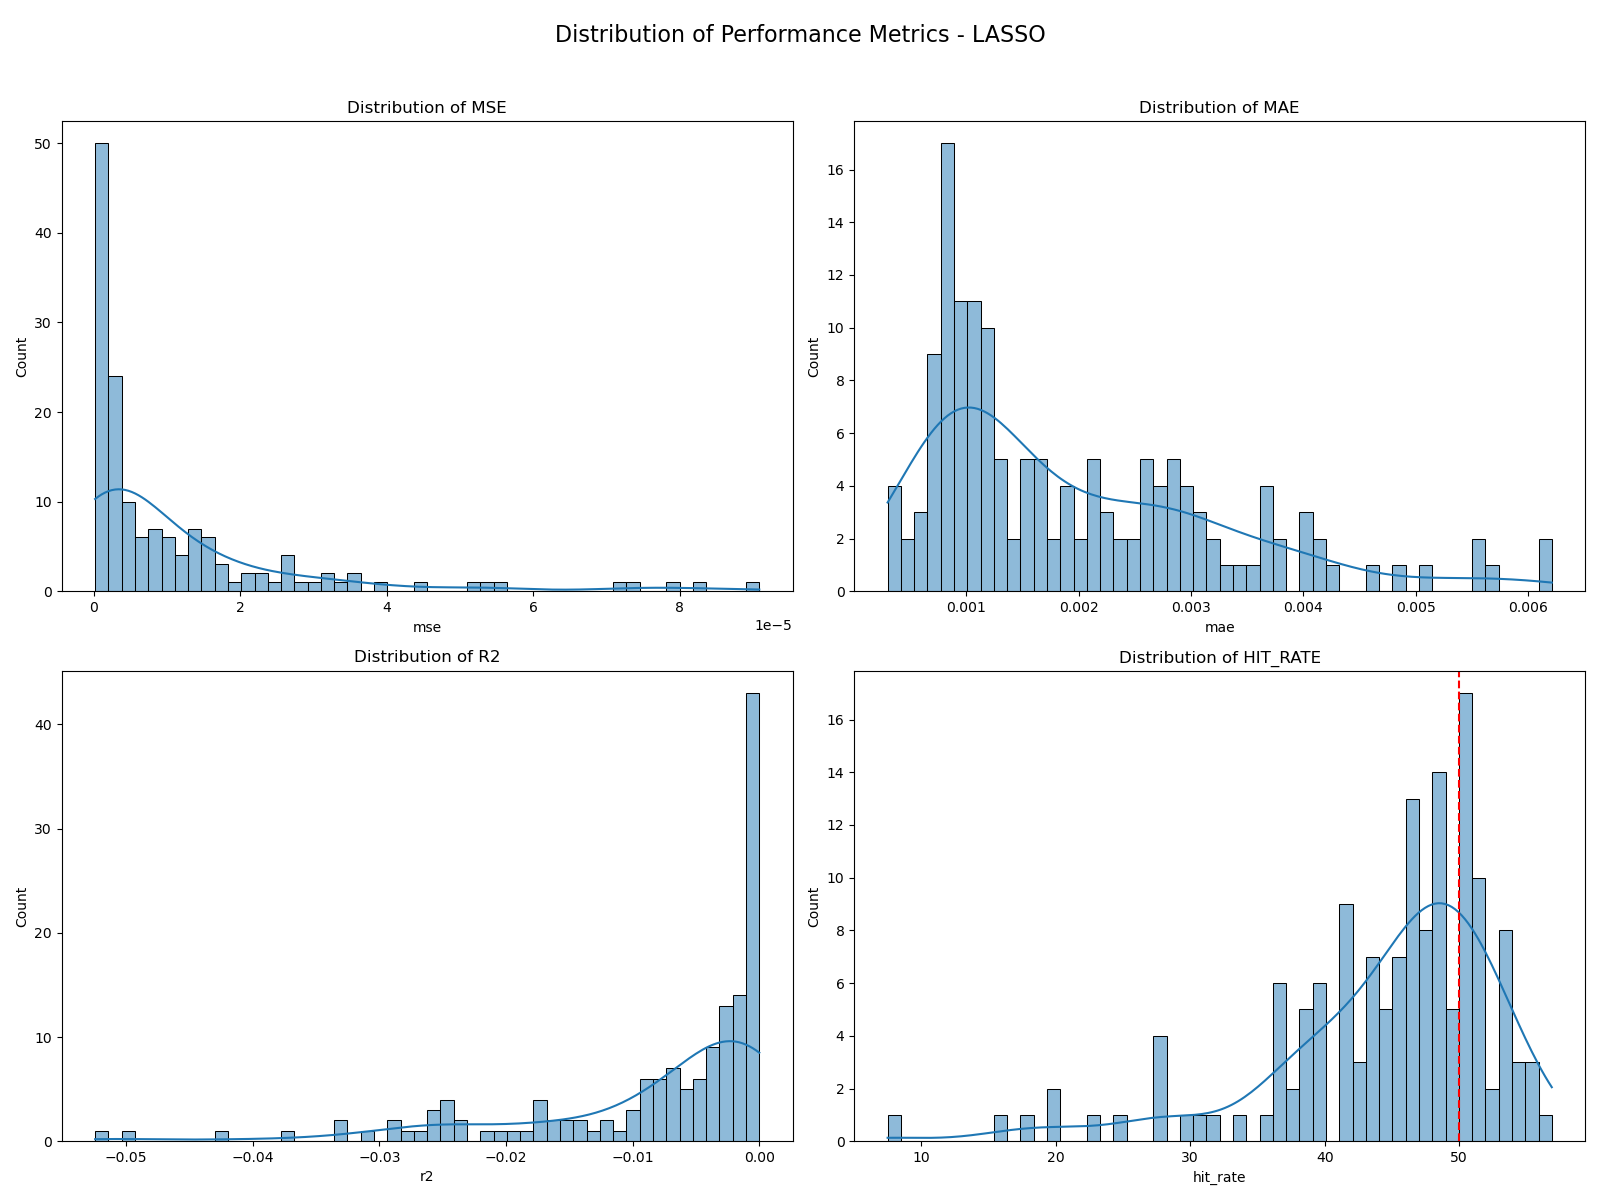 Distribution of Performance Metrics - LASSO
Distribution of MSE
50
40
30
20
10
0
Count
0 2 4 6 8
1e−5
mse
Distribution of MAE
16
14
12
10
8
6
4
2
0
Count
0.001 0.002 0.003 0.004 0.005 0.006
mae
Distribution of R2
40
30
20
10
0
Count
−0.05 −0.04 −0.03 −0.02 −0.01 0.00
r2
Distribution of HIT_RATE
16
14
12
10
8
6
4
2
0
Count
10 20 30 40 50
hit_rate